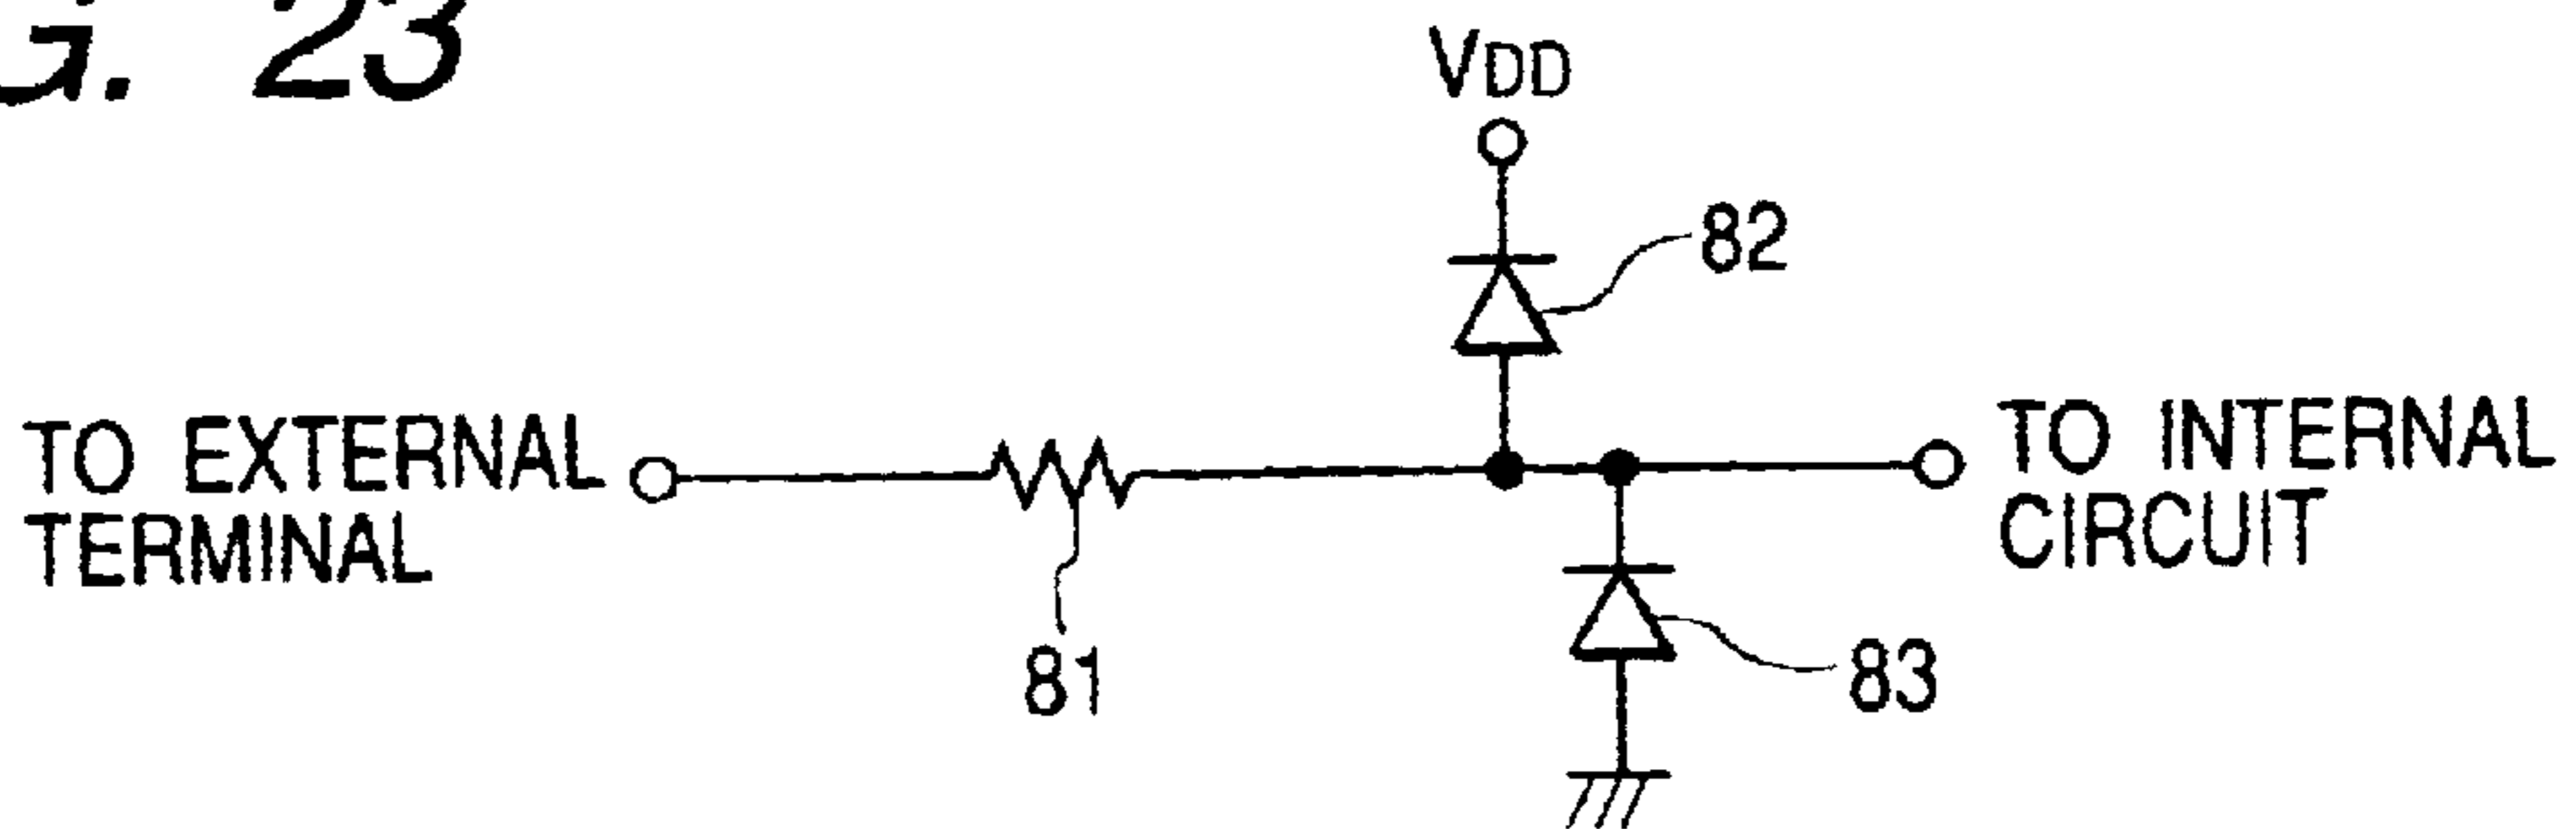 G. 23
VDD
82
TO EXTERNAL
TERMINAL
TO INTERNAL
CIRCUIT
81
83